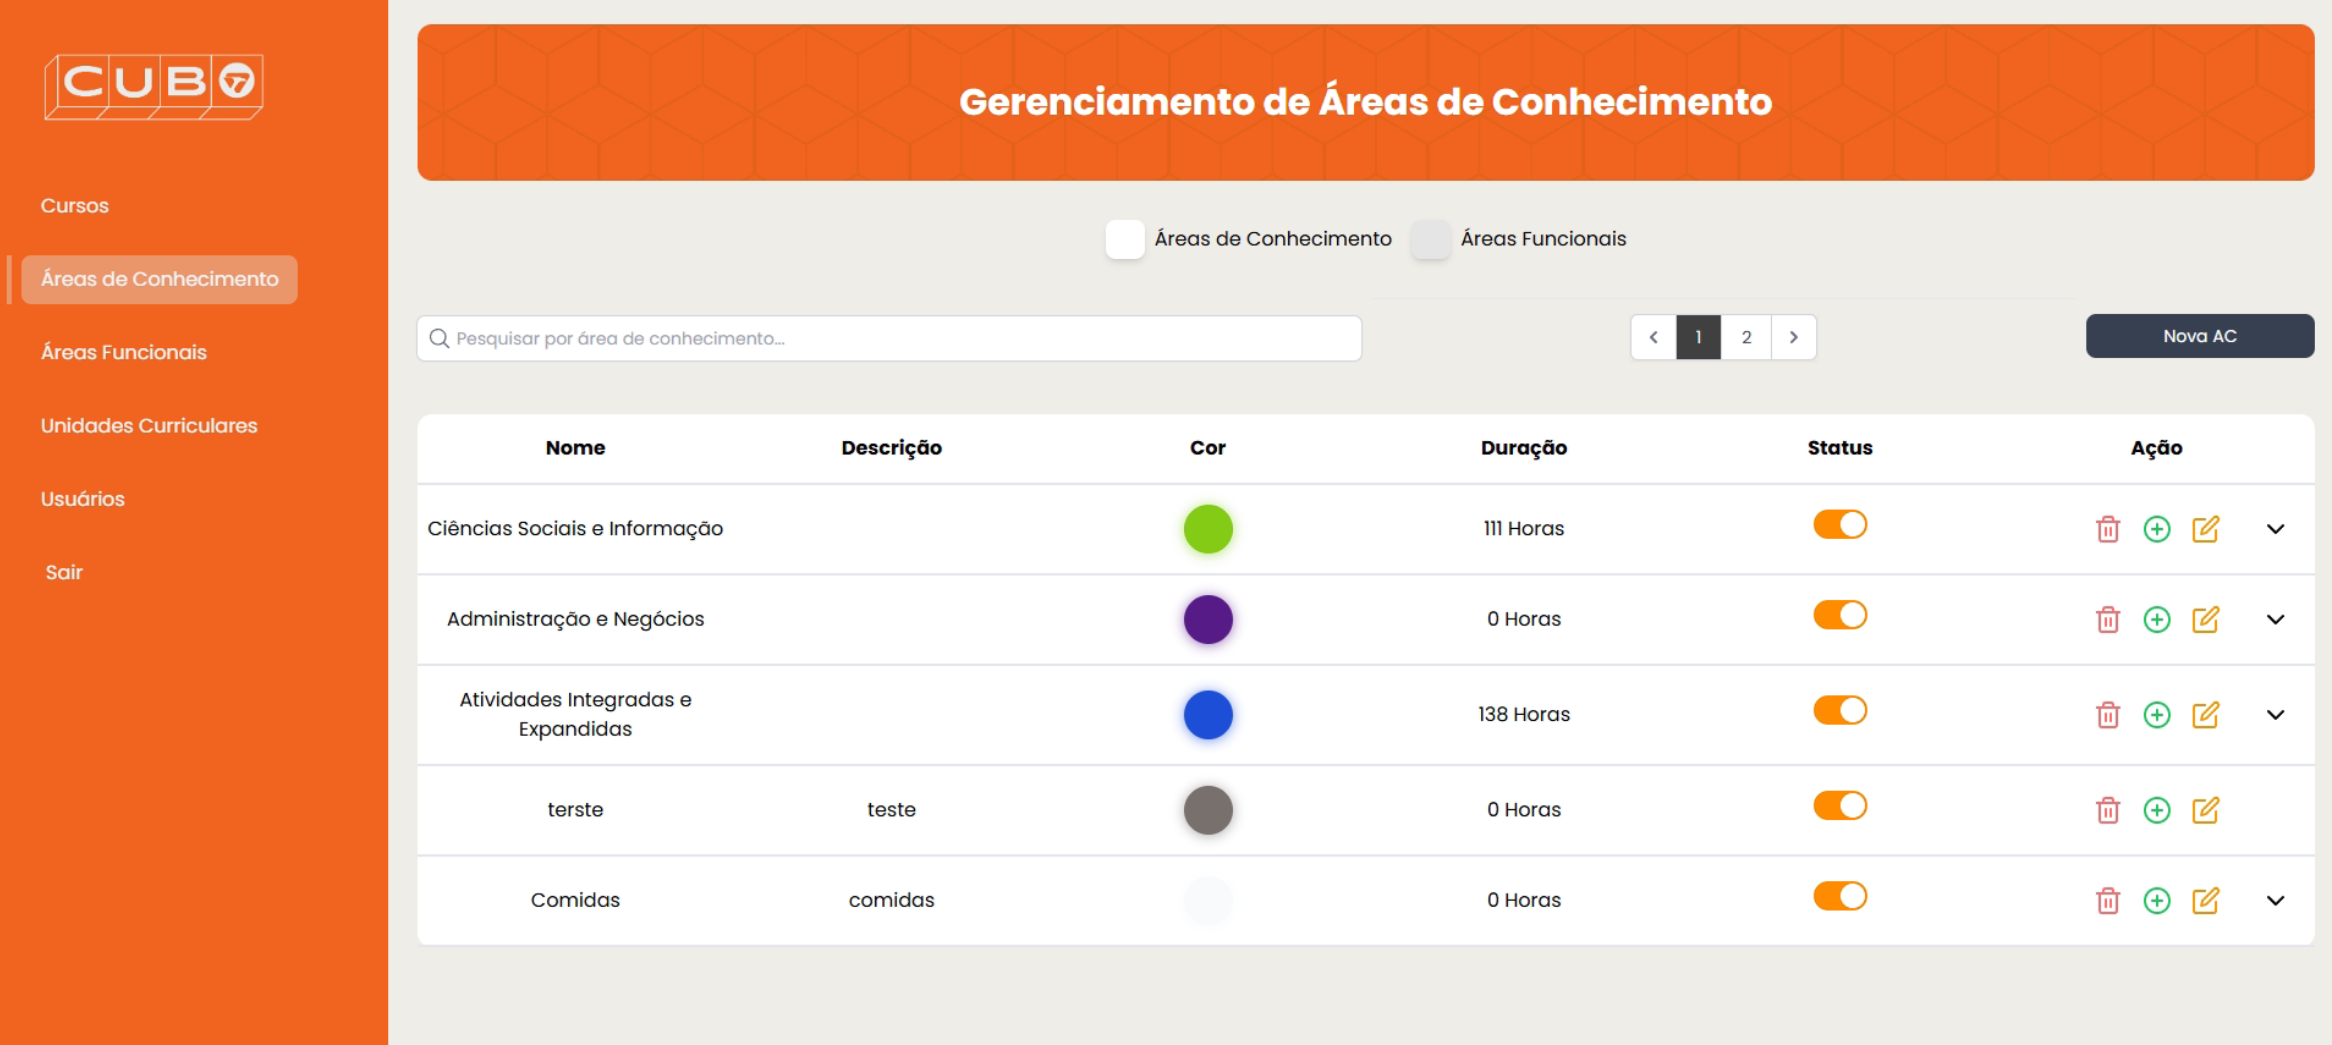 CUBO
Cursos
Áreas de Conhecimento
Áreas Funcionais
Unidades Curriculares
Usuários
Sair
Gerenciamento de Áreas de Conhecimento
Áreas de Conhecimento Áreas Funcionais
Pesquisar por área de conhecimento...
1 2
Nova AC
Nome Descrição Cor Duração Status Ação
Ciências Sociais e Informação 111 Horas
Administração e Negócios 0 Horas
Atividades Integradas e
Expandidas 138 Horas
terste teste 0 Horas
Comidas comidas 0 Horas